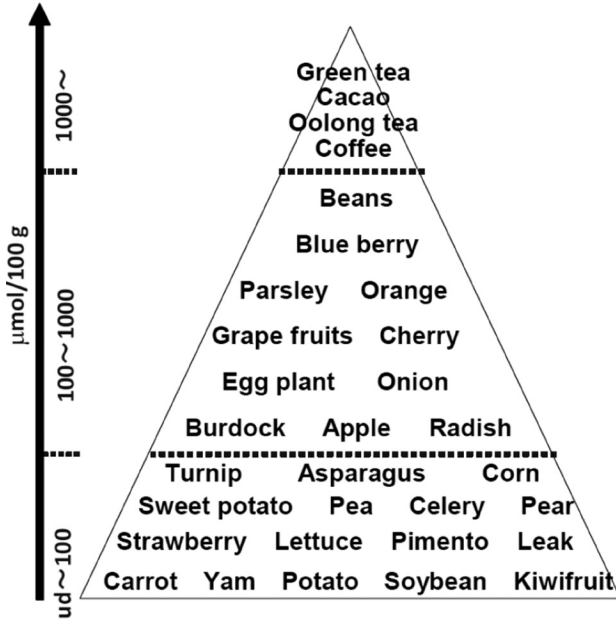 Green tea
Cacao
Oolong tea
Coffee
1000～
Beans
Blue berry
Parsley Orange
Grape fruits Cherry
Egg plant Onion
Burdock Apple Radish
100～1000
μmol/100 g
Turnip Asparagus Corn
Sweet potato Pea Celery Pear
Strawberry Lettuce Pimento Leak
Carrot Yam Potato Soybean Kiwifruit
ud～100